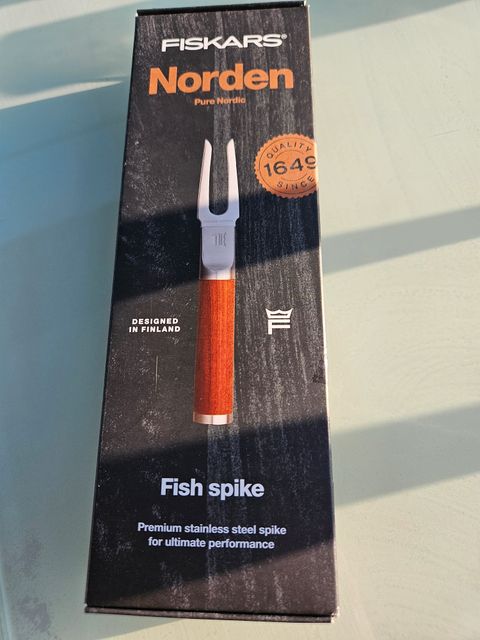 FISKARS®
Norden
Pure Nordic
QUALITY
1649
SINCE
DESIGNED
IN FINLAND
F
Fish spike
Premium stainless steel spike
for ultimate performance